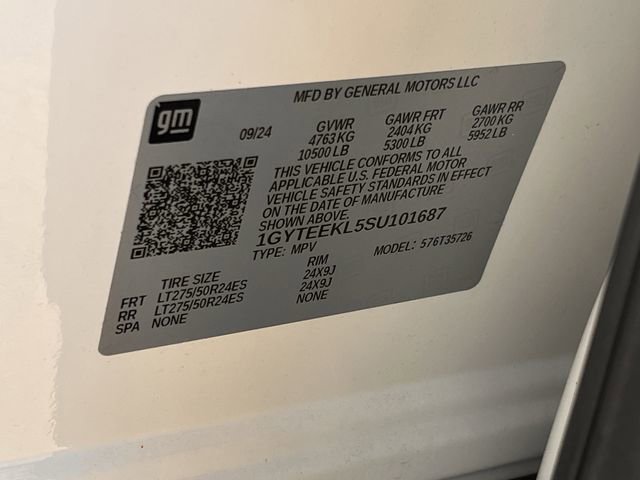 MFD BY GENERAL MOTORS LLC
gm
09/24 GVWR GAWR FRT GAWR RR
4763 KG 2404 KG 2700 KG
10500 LB 5300 LB 5952 LB
THIS VEHICLE CONFORMS TO ALL
APPLICABLE U.S. FEDERAL MOTOR
VEHICLE SAFETY STANDARDS IN EFFECT
ON THE DATE OF MANUFACTURE
SHOWN ABOVE.
1GYTEEKL5SU101687
TYPE: MPV MODEL: 576T35726
TIRE SIZE RIM
FRT LT275/50R24ES 24X9J
RR LT275/50R24ES 24X9J
SPA NONE NONE